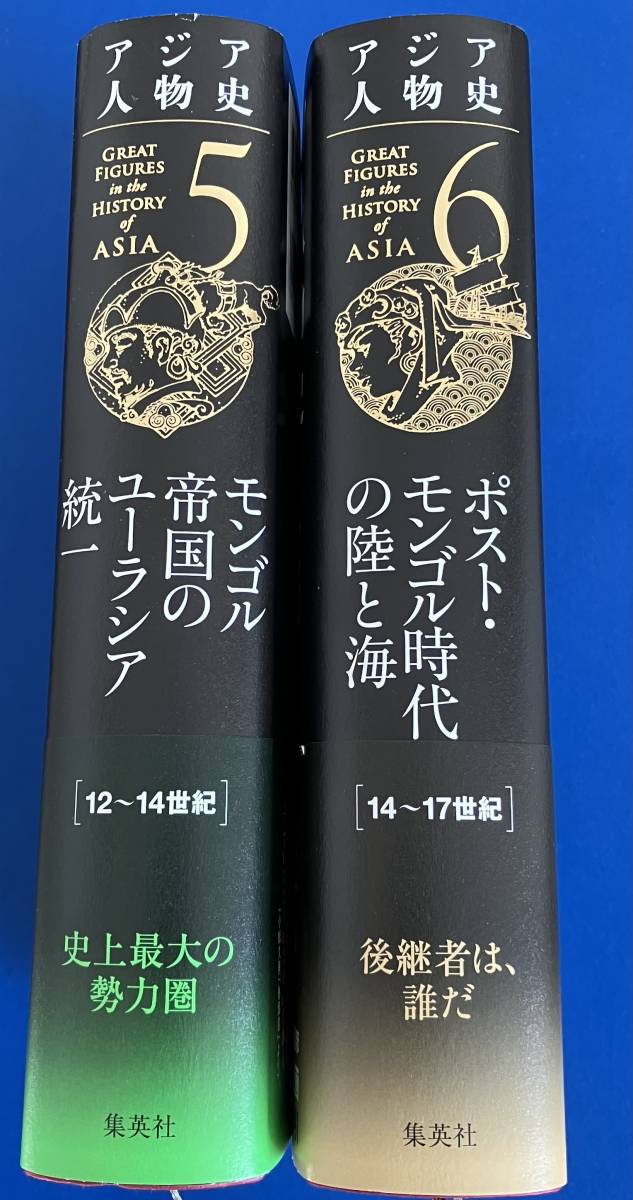 アジア
人物史
GREAT
FIGURES
in the
HISTORY
of
ASIA
5
モンゴル
帝国の
ユーラシア
統一
[12～14世紀]
史上最大の
勢力圏
集英社
アジア
人物史
GREAT
FIGURES
in the
HISTORY
of
ASIA
6
ポスト・
モンゴル時代
の陸と海
[14～17世紀]
後継者は、
誰だ
集英社